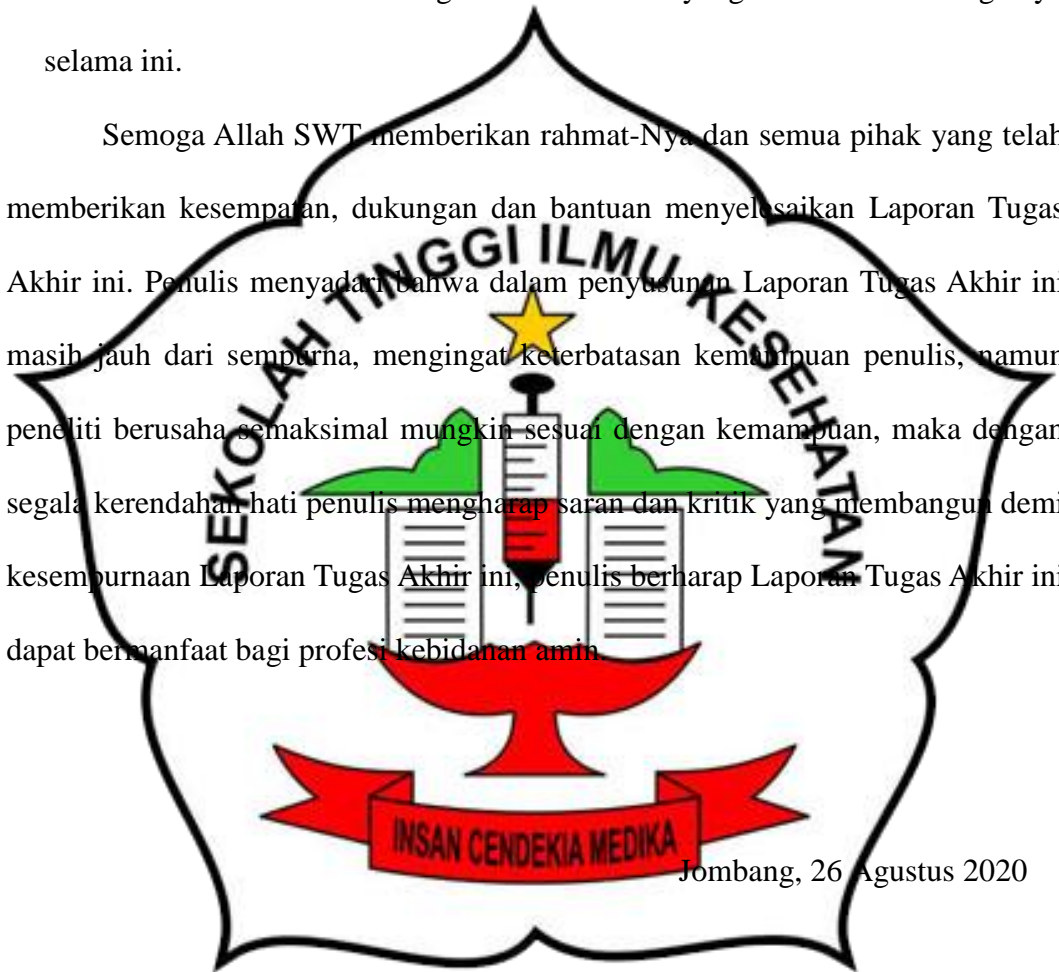 selama ini.
Semoga Allah SWT memberikan rahmat-Nya dan semua pihak yang telah
memberikan kesempatan, dukungan dan bantuan menyelesaikan Laporan Tugas
Akhir ini. Penulis menyadari bahwa dalam penyusunan Laporan Tugas Akhir ini
masih jauh dari sempurna, mengingat keterbatasan kemampuan penulis, namun
peneliti berusaha semaksimal mungkin sesuai dengan kemampuan, maka dengan
segala kerendahan hati penulis mengharap saran dan kritik yang membangun demi
kesempurnaan Laporan Tugas Akhir ini, penulis berharap Laporan Tugas Akhir ini
dapat bermanfaat bagi profesi kebidanan amin.
SEKOLAH TINGGI ILMU KESEHATAN
INSAN CENDEKIA MEDIKA
Jombang, 26 Agustus 2020